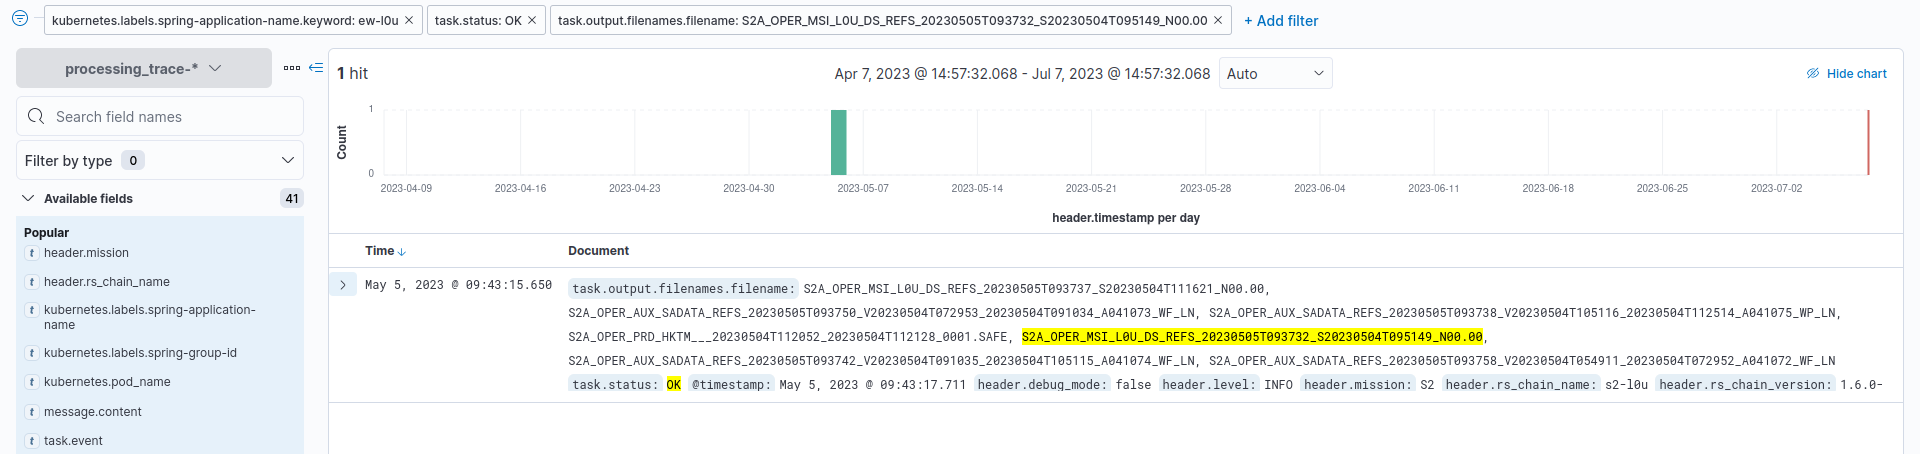 kubernetes.labels.spring-application-name.keyword: ew-l0u × task.status: OK × task.output.filenames.filename: S2A_OPER_MSI_L0U_DS_REFS_20230505T093732_S20230504T095149_N00.00 × + Add filter
processing_trace-*
1 hit
Apr 7, 2023 @ 14:57:32.068 - Jul 7, 2023 @ 14:57:32.068 Auto
Hide chart
Search field names
Filter by type 0
Available fields 41
Popular
header.mission
header.rs_chain_name
kubernetes.labels.spring-application-
name
kubernetes.labels.spring-group-id
kubernetes.pod_name
message.content
task.event
Count
1
0
2023-04-09 2023-04-16 2023-04-23 2023-04-30 2023-05-07 2023-05-14 2023-05-21 2023-05-28 2023-06-04 2023-06-11 2023-06-18 2023-06-25 2023-07-02
header.timestamp per day
Time Document
May 5, 2023 @ 09:43:15.650 task.output.filenames.filename: S2A_OPER_MSI_L0U_DS_REFS_20230505T093737_S20230504T111621_N00.00,
S2A_OPER_AUX_SADATA_REFS_20230505T093750_V20230504T072953_20230504T091034_A041073_WF_LN, S2A_OPER_AUX_SADATA_REFS_20230505T093738_V20230504T105116_20230504T112514_A041075_WP_LN,
S2A_OPER_PRD_HKTM___20230504T112052_20230504T112128_0001.SAFE, S2A_OPER_MSI_L0U_DS_REFS_20230505T093732_S20230504T095149_N00.00,
S2A_OPER_AUX_SADATA_REFS_20230505T093742_V20230504T091035_20230504T105115_A041074_WF_LN, S2A_OPER_AUX_SADATA_REFS_20230505T093758_V20230504T054911_20230504T072952_A041072_WF_LN
task.status: OK @timestamp: May 5, 2023 @ 09:43:17.711 header.debug_mode: false header.level: INFO header.mission: S2 header.rs_chain_name: s2-l0u header.rs_chain_version: 1.6.0-